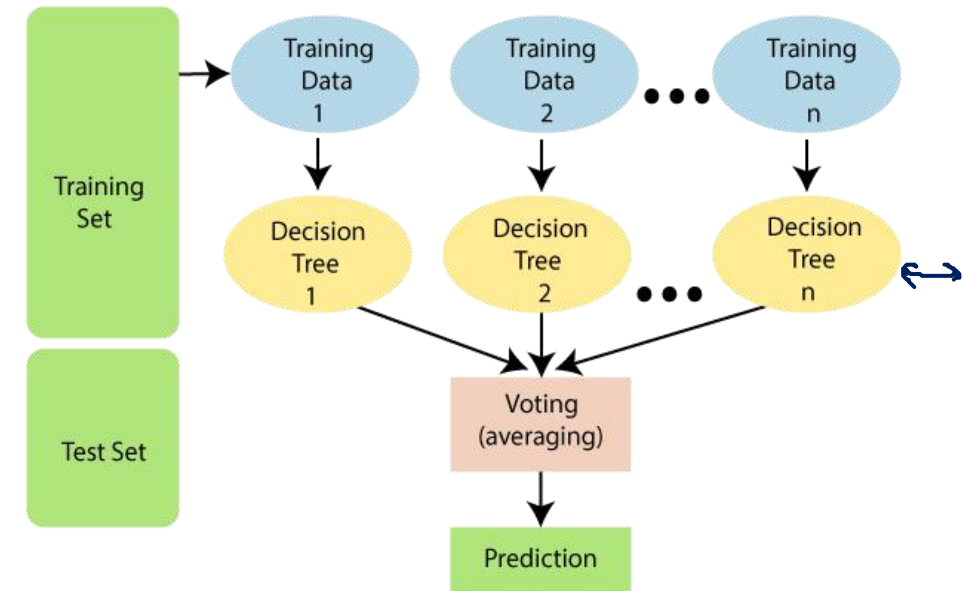 Training
Set
Test Set
Training
Data
1
Training
Data
2
Training
Data
n
Decision
Tree
1
Decision
Tree
2
Decision
Tree
n
Voting
(averaging)
Prediction